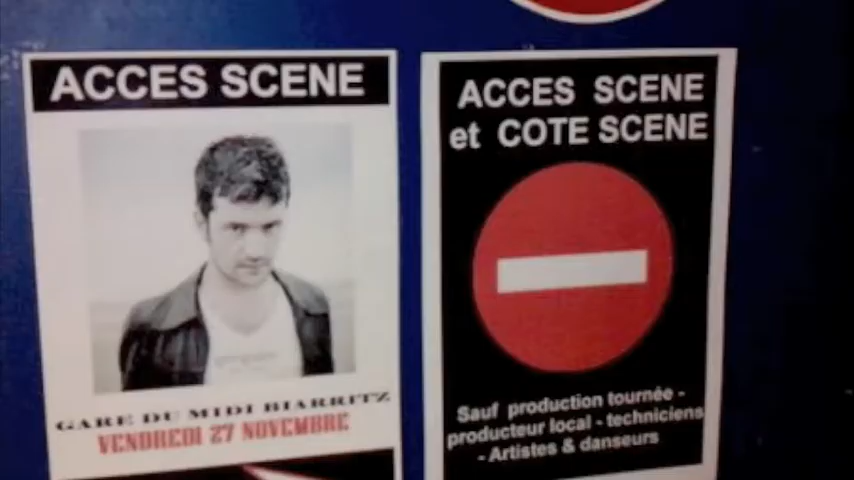 ACCES SCENE
GARE DU MIDI BIARRITZ
VENDREDI 27 NOVEMBRE
ACCES SCENE
et COTE SCENE
Sauf production tournée -
producteur local - techniciens
- Artistes & danseurs